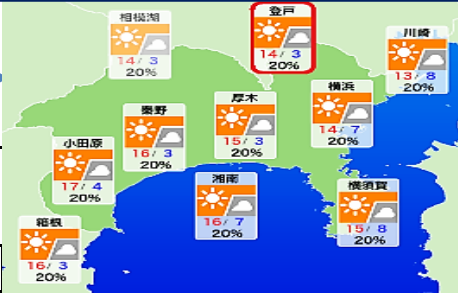 相模湖
14 / 3
20%
登戸
14 / 3
20%
川崎
13 / 8
20%
横浜
14 / 7
20%
厚木
15 / 3
20%
秦野
16 / 3
20%
小田原
17 / 4
20%
湘南
16 / 7
20%
横須賀
15 / 8
20%
箱根
16 / 3
20%